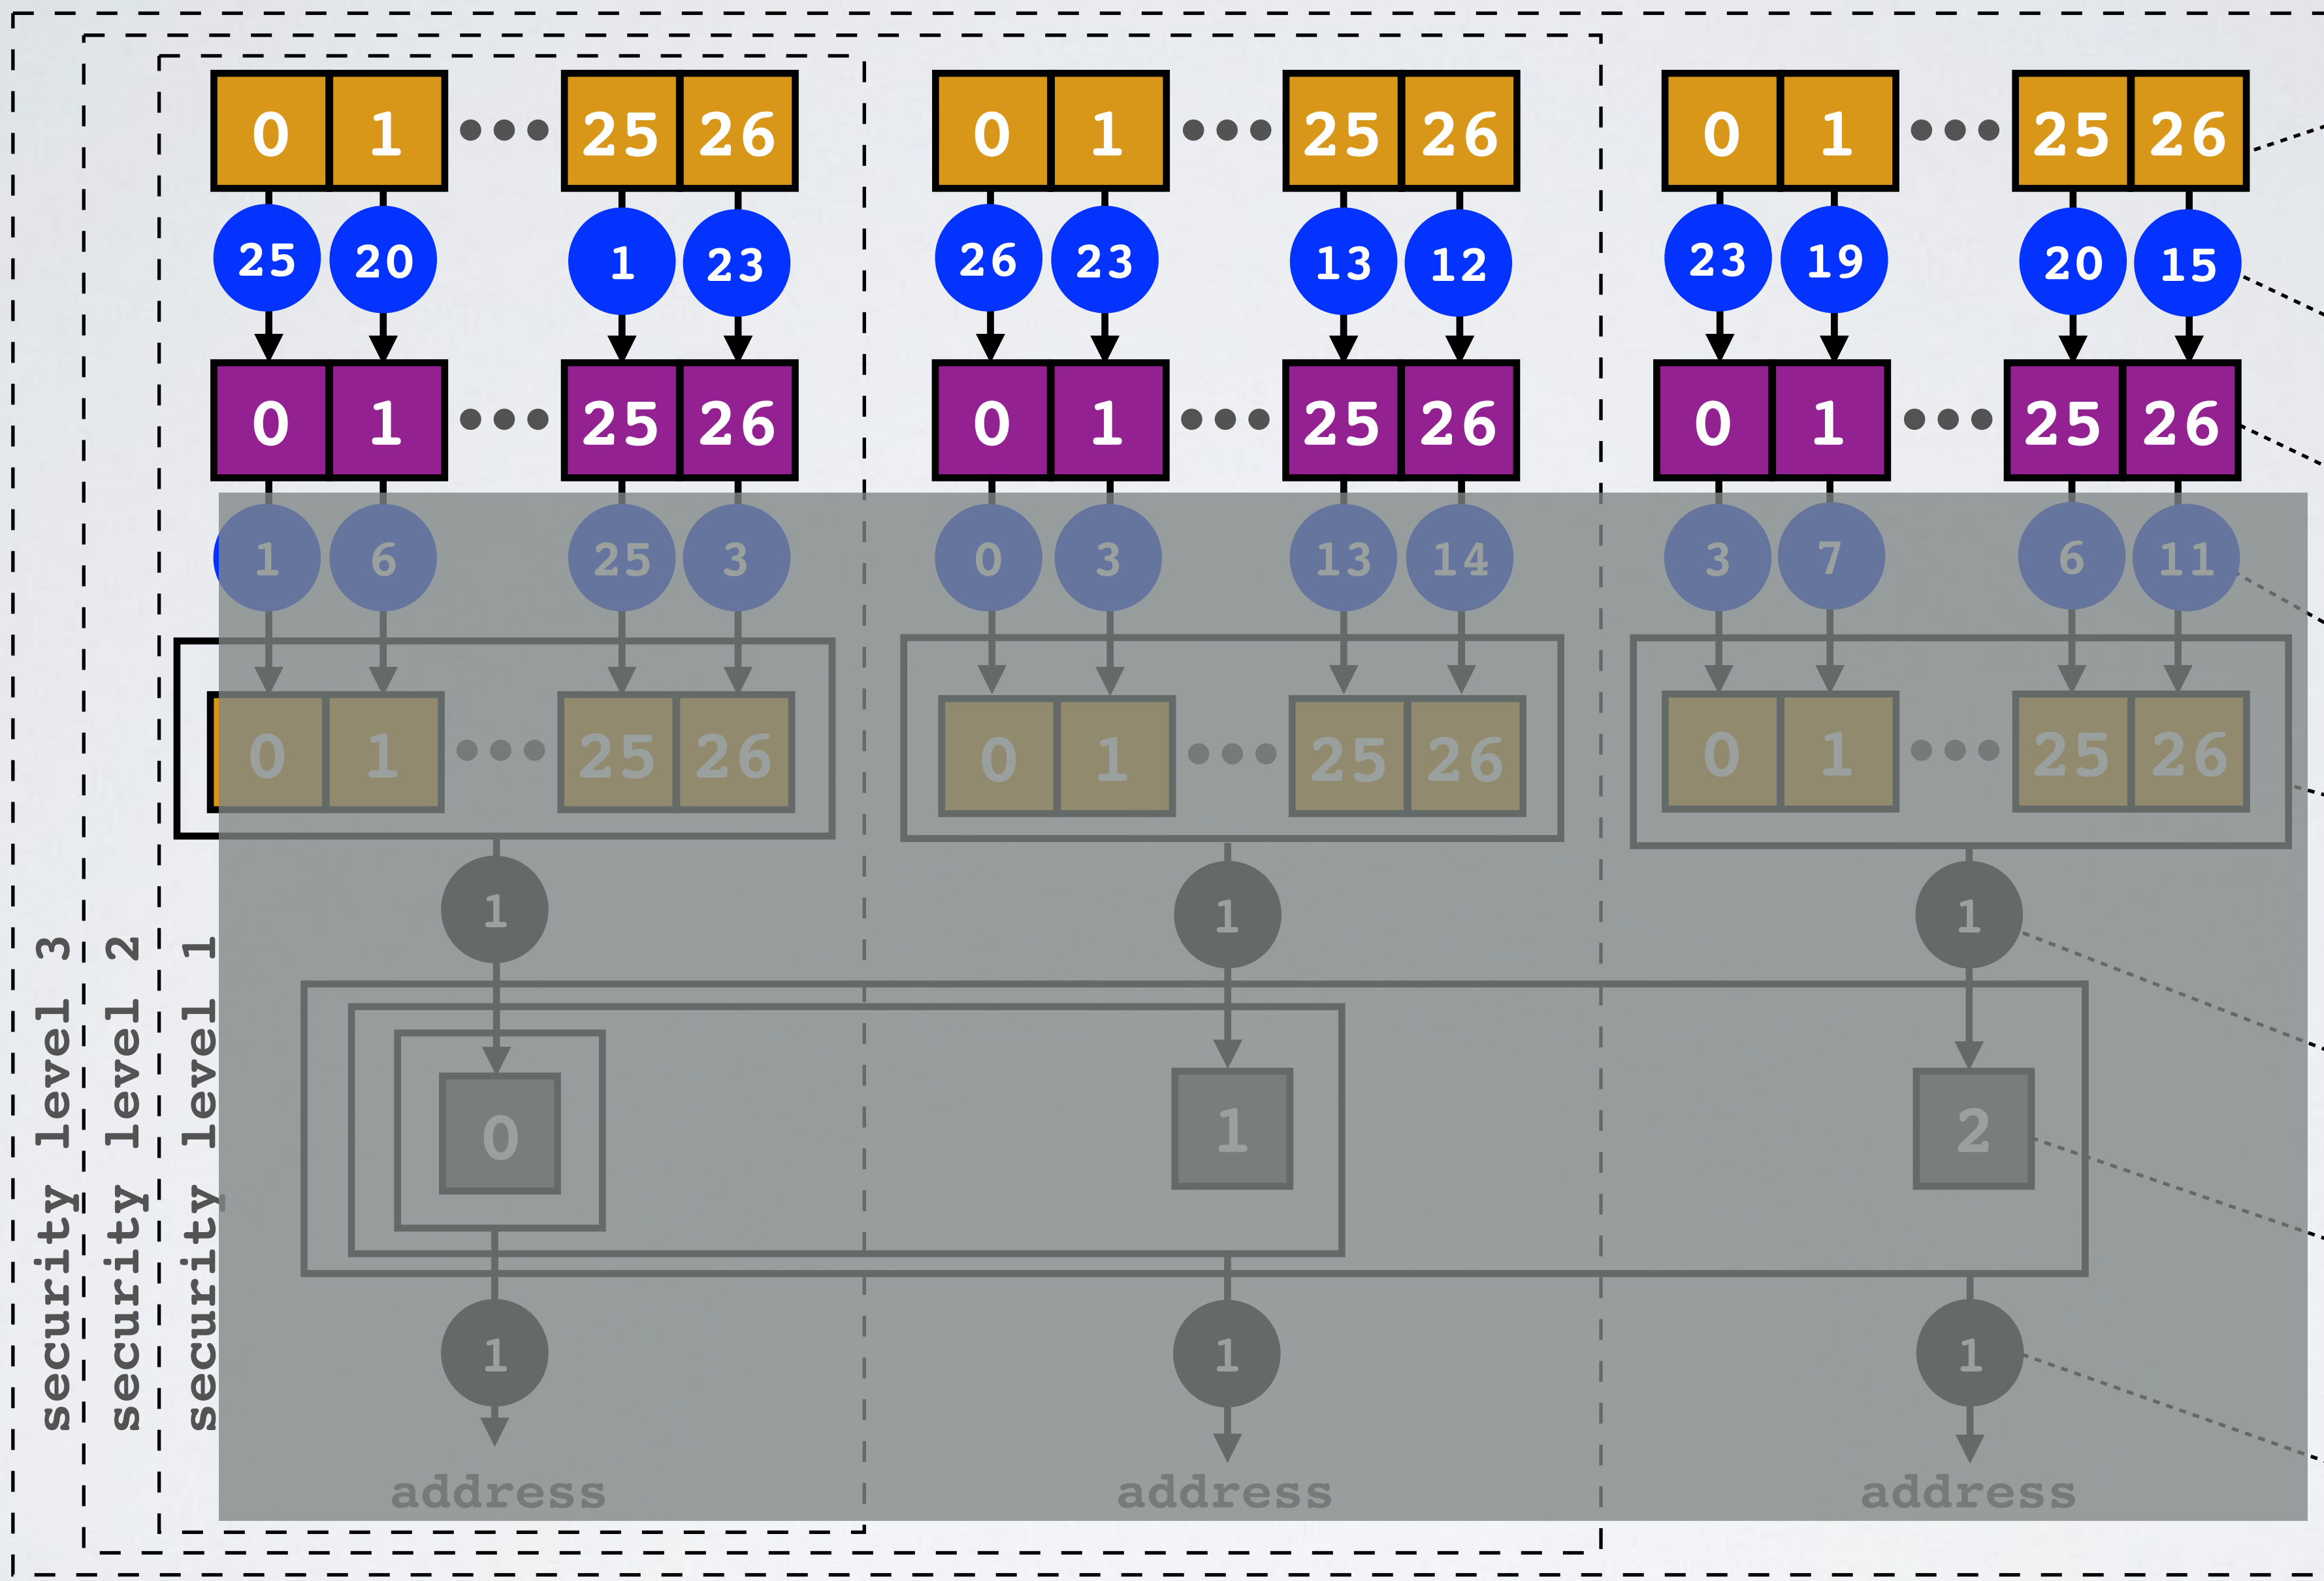 0 1 ••• 25 26 0 1 ••• 25 26 0 1 ••• 25 26
25 20 1 23 26 23 13 12 23 19 20 15
0 1 ••• 25 26 0 1 ••• 25 26 0 1 ••• 25 26
1 6 25 3 0 3 13 14 3 7 6 11
0 1 ••• 25 26 0 1 ••• 25 26 0 1 ••• 25 26
1 1 1
0 1 2
1 1 1
address address address
security level 3
security level 2
security level 1